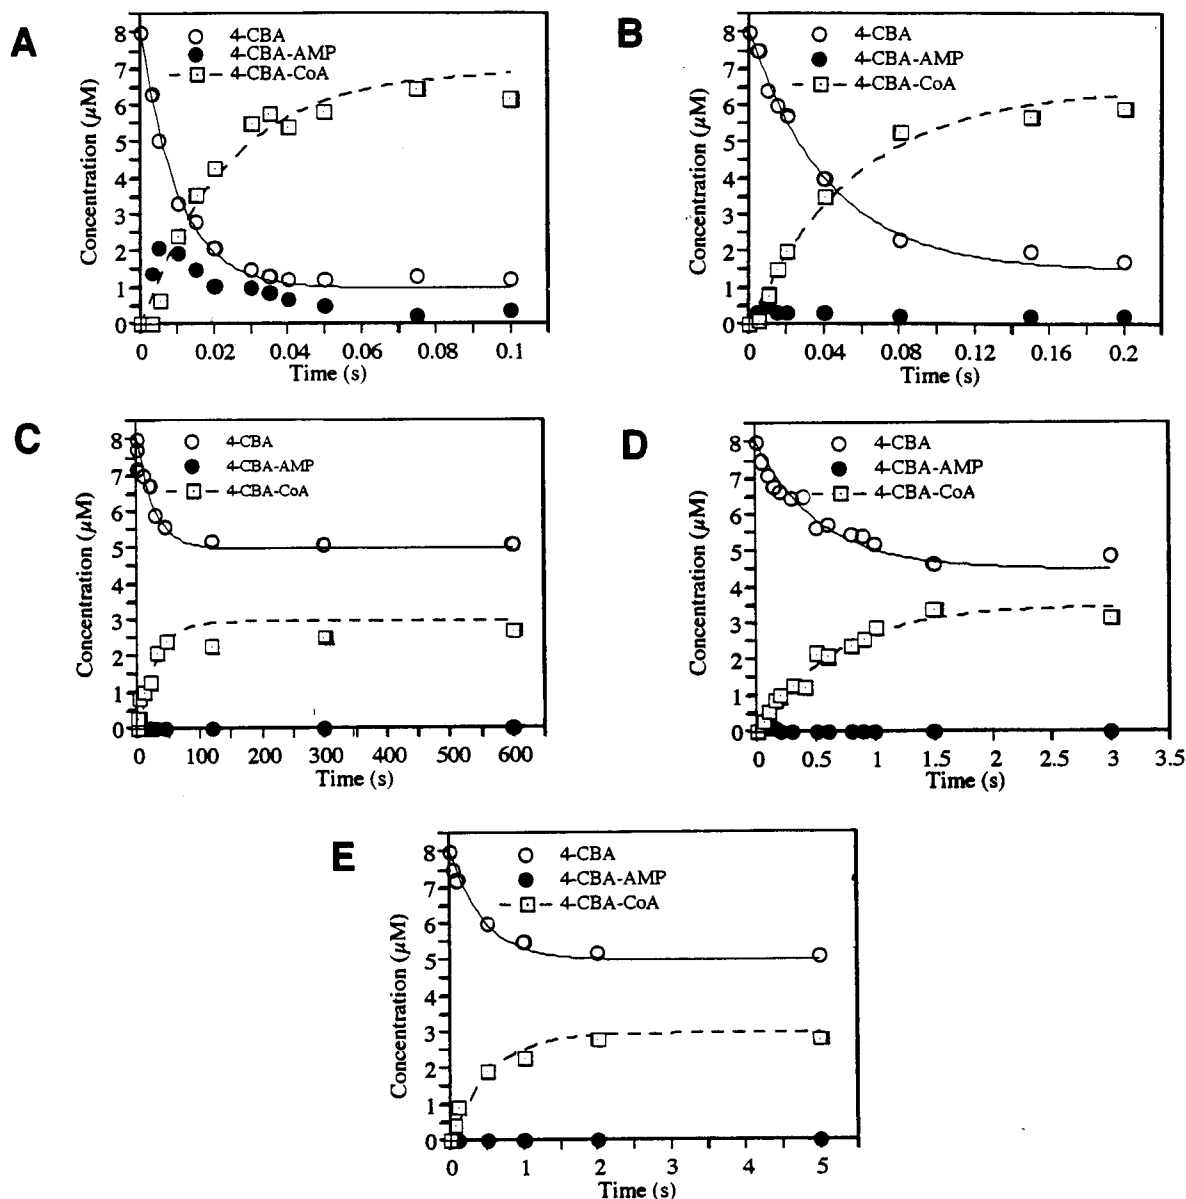 A
4-CBA
4-CBA-AMP
4-CBA-CoA
Concentration (µM)
8
7
6
5
4
3
2
1
0
0 0.02 0.04 0.06 0.08 0.1
Time (s)
B
4-CBA
4-CBA-AMP
4-CBA-CoA
Concentration (µM)
8
7
6
5
4
3
2
1
0
0 0.04 0.08 0.12 0.16 0.2
Time (s)
C
4-CBA
4-CBA-AMP
4-CBA-CoA
Concentration (µM)
8
7
6
5
4
3
2
1
0
0 100 200 300 400 500 600
Time (s)
D
4-CBA
4-CBA-AMP
4-CBA-CoA
Concentration (µM)
8
7
6
5
4
3
2
1
0
0 0.5 1 1.5 2 2.5 3 3.5
Time (s)
E
4-CBA
4-CBA-AMP
4-CBA-CoA
Concentration (µM)
8
7
6
5
4
3
2
1
0
0 1 2 3 4 5
Time (s)